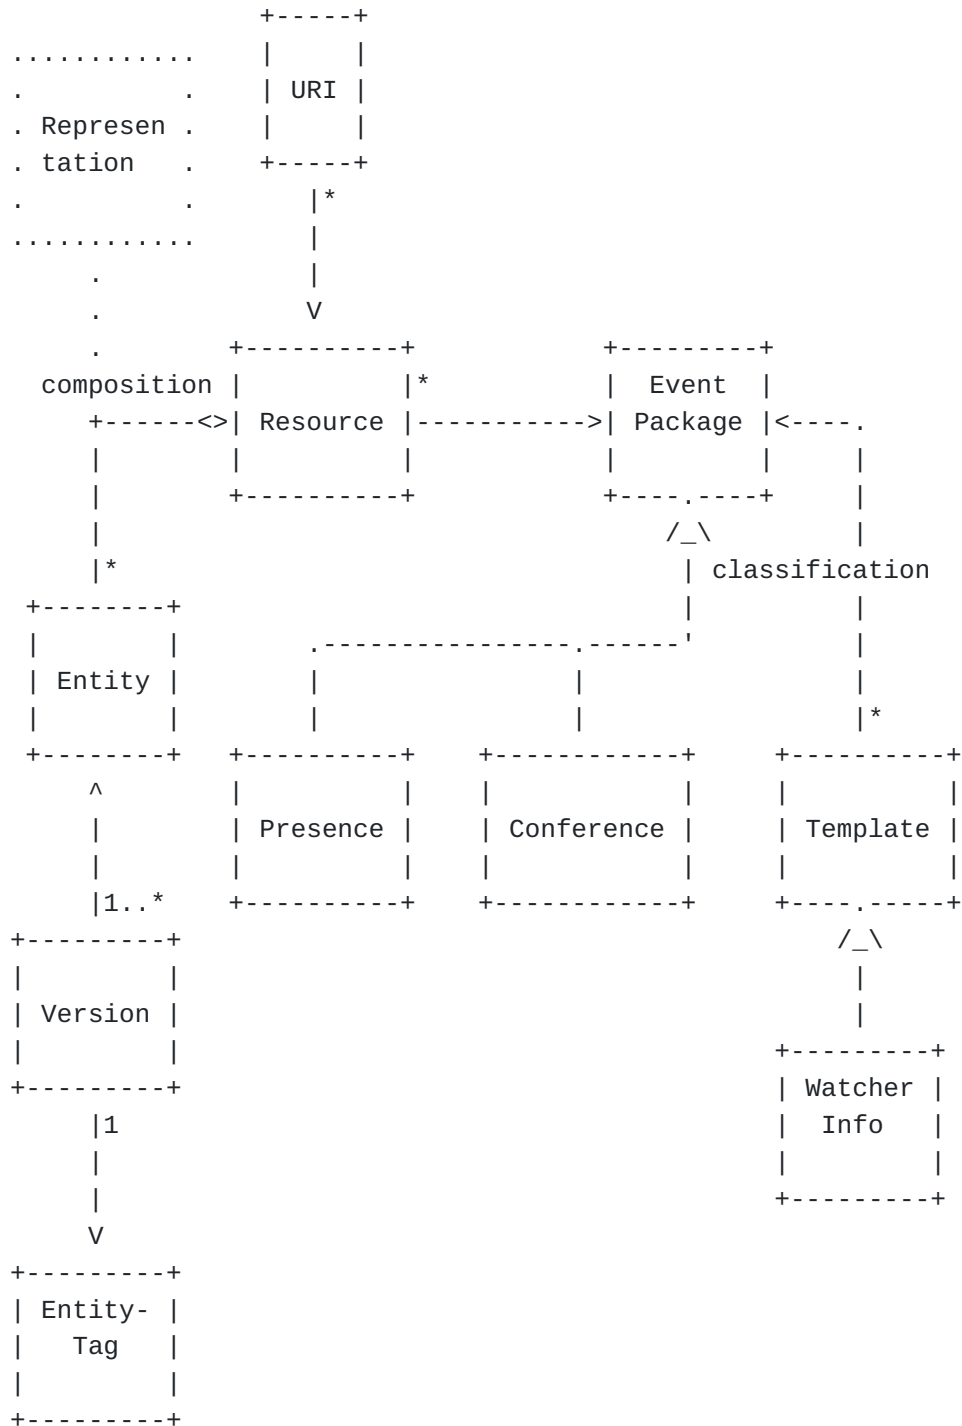 URI
Represen
tation
*
composition
*
Event
Resource
Package
*
classification
Entity
*
Presence
Conference
Template
1..*
Version
Watcher
1
Info
Entity-
Tag